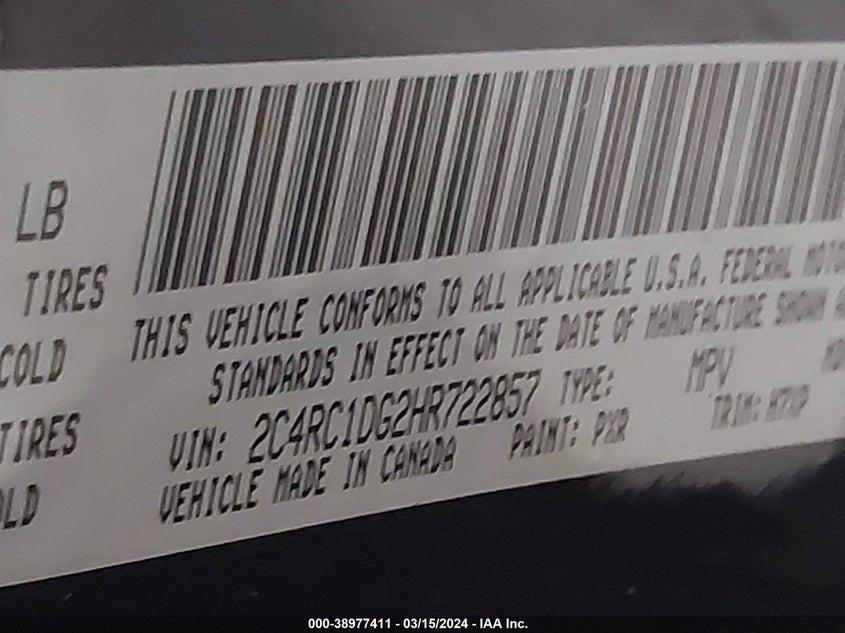 LB
TIRES
COLD
TIRES
THIS VEHICLE CONFORMS TO ALL APPLICABLE U.S.A. FEDERAL
STANDARDS IN EFFECT ON THE DATE OF MANUFACTURE SHOWN
VIN: 2C4RC1DG2HR722857 TYPE: MPV
VEHICLE MADE IN CANADA PAINT: PXR TRIM:
000-38977411 - 03/15/2024 - IAA Inc.